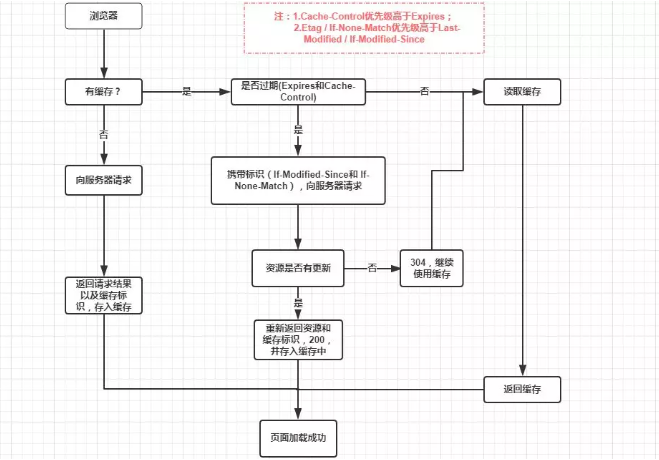 浏览器
注：1.Cache-Control优先级高于Expires；
2.Etag / If-None-Match优先级高于Last-
Modified / If-Modified-Since
有缓存？
是
是否过期(Expires和Cache-
Control)
否
读取缓存
否
是
向服务器请求
携带标识（If-Modified-Since和 If-
None-Match），向服务器请求
资源是否有更新
否
304，继续
使用缓存
返回请求结果
以及缓存标
识，存入缓存
是
重新返回资源和
缓存标识，200，
并存入缓存中
返回缓存
页面加载成功